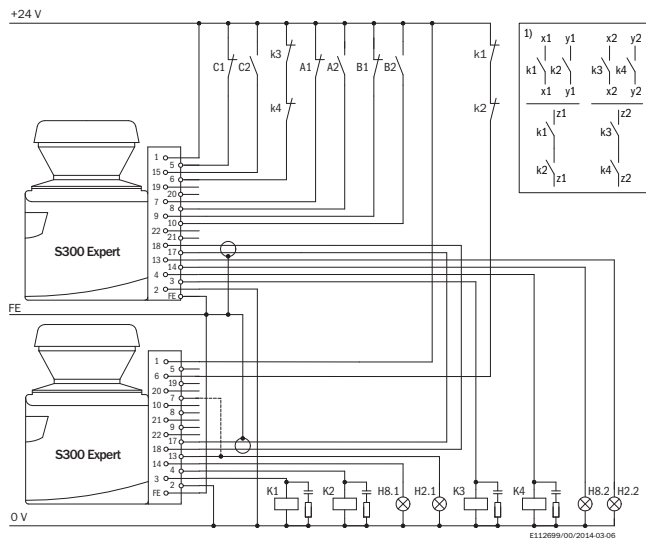 +24 V
C1 C2 k3 k4 A1 A2 B1 B2 k1 k2
1)
x1 y1 x2 y2
k1 k2 k3 k4
x1 y1 x2 y2
z1 z2
k1 k3
k2 z1 k4 z2
S300 Expert
1
5
15
6
19
20
7
8
9
10
22
21
18
17
13
14
4
3
2
FE
FE
S300 Expert
1
5
6
19
20
7
10
8
21
9
22
17
18
13
14
4
3
2
FE
K1 K2 H8.1 H2.1 K3 K4 H8.2 H2.2
0 V
E112699/00/2014-03-06